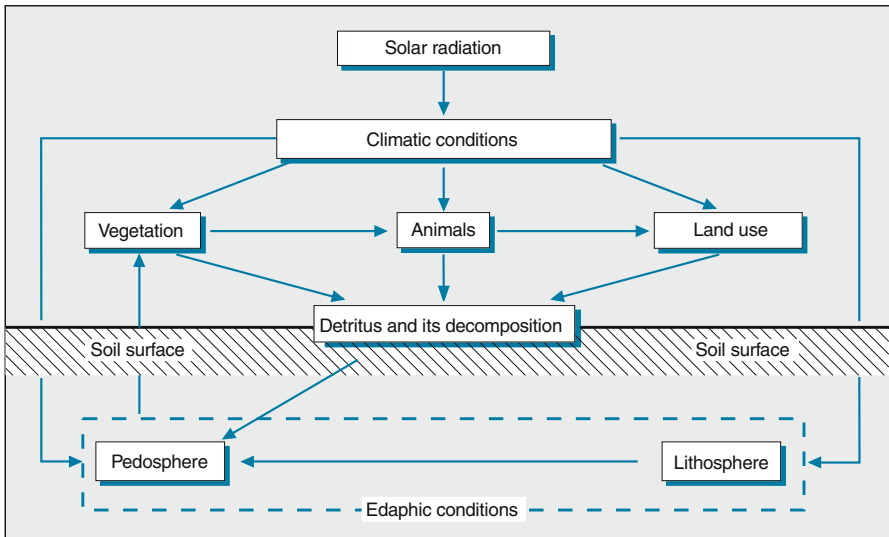 Solar radiation
Climatic conditions
Vegetation
Animals
Land use
Detritus and its decomposition
Soil surface
Soil surface
Pedosphere
Lithosphere
Edaphic conditions